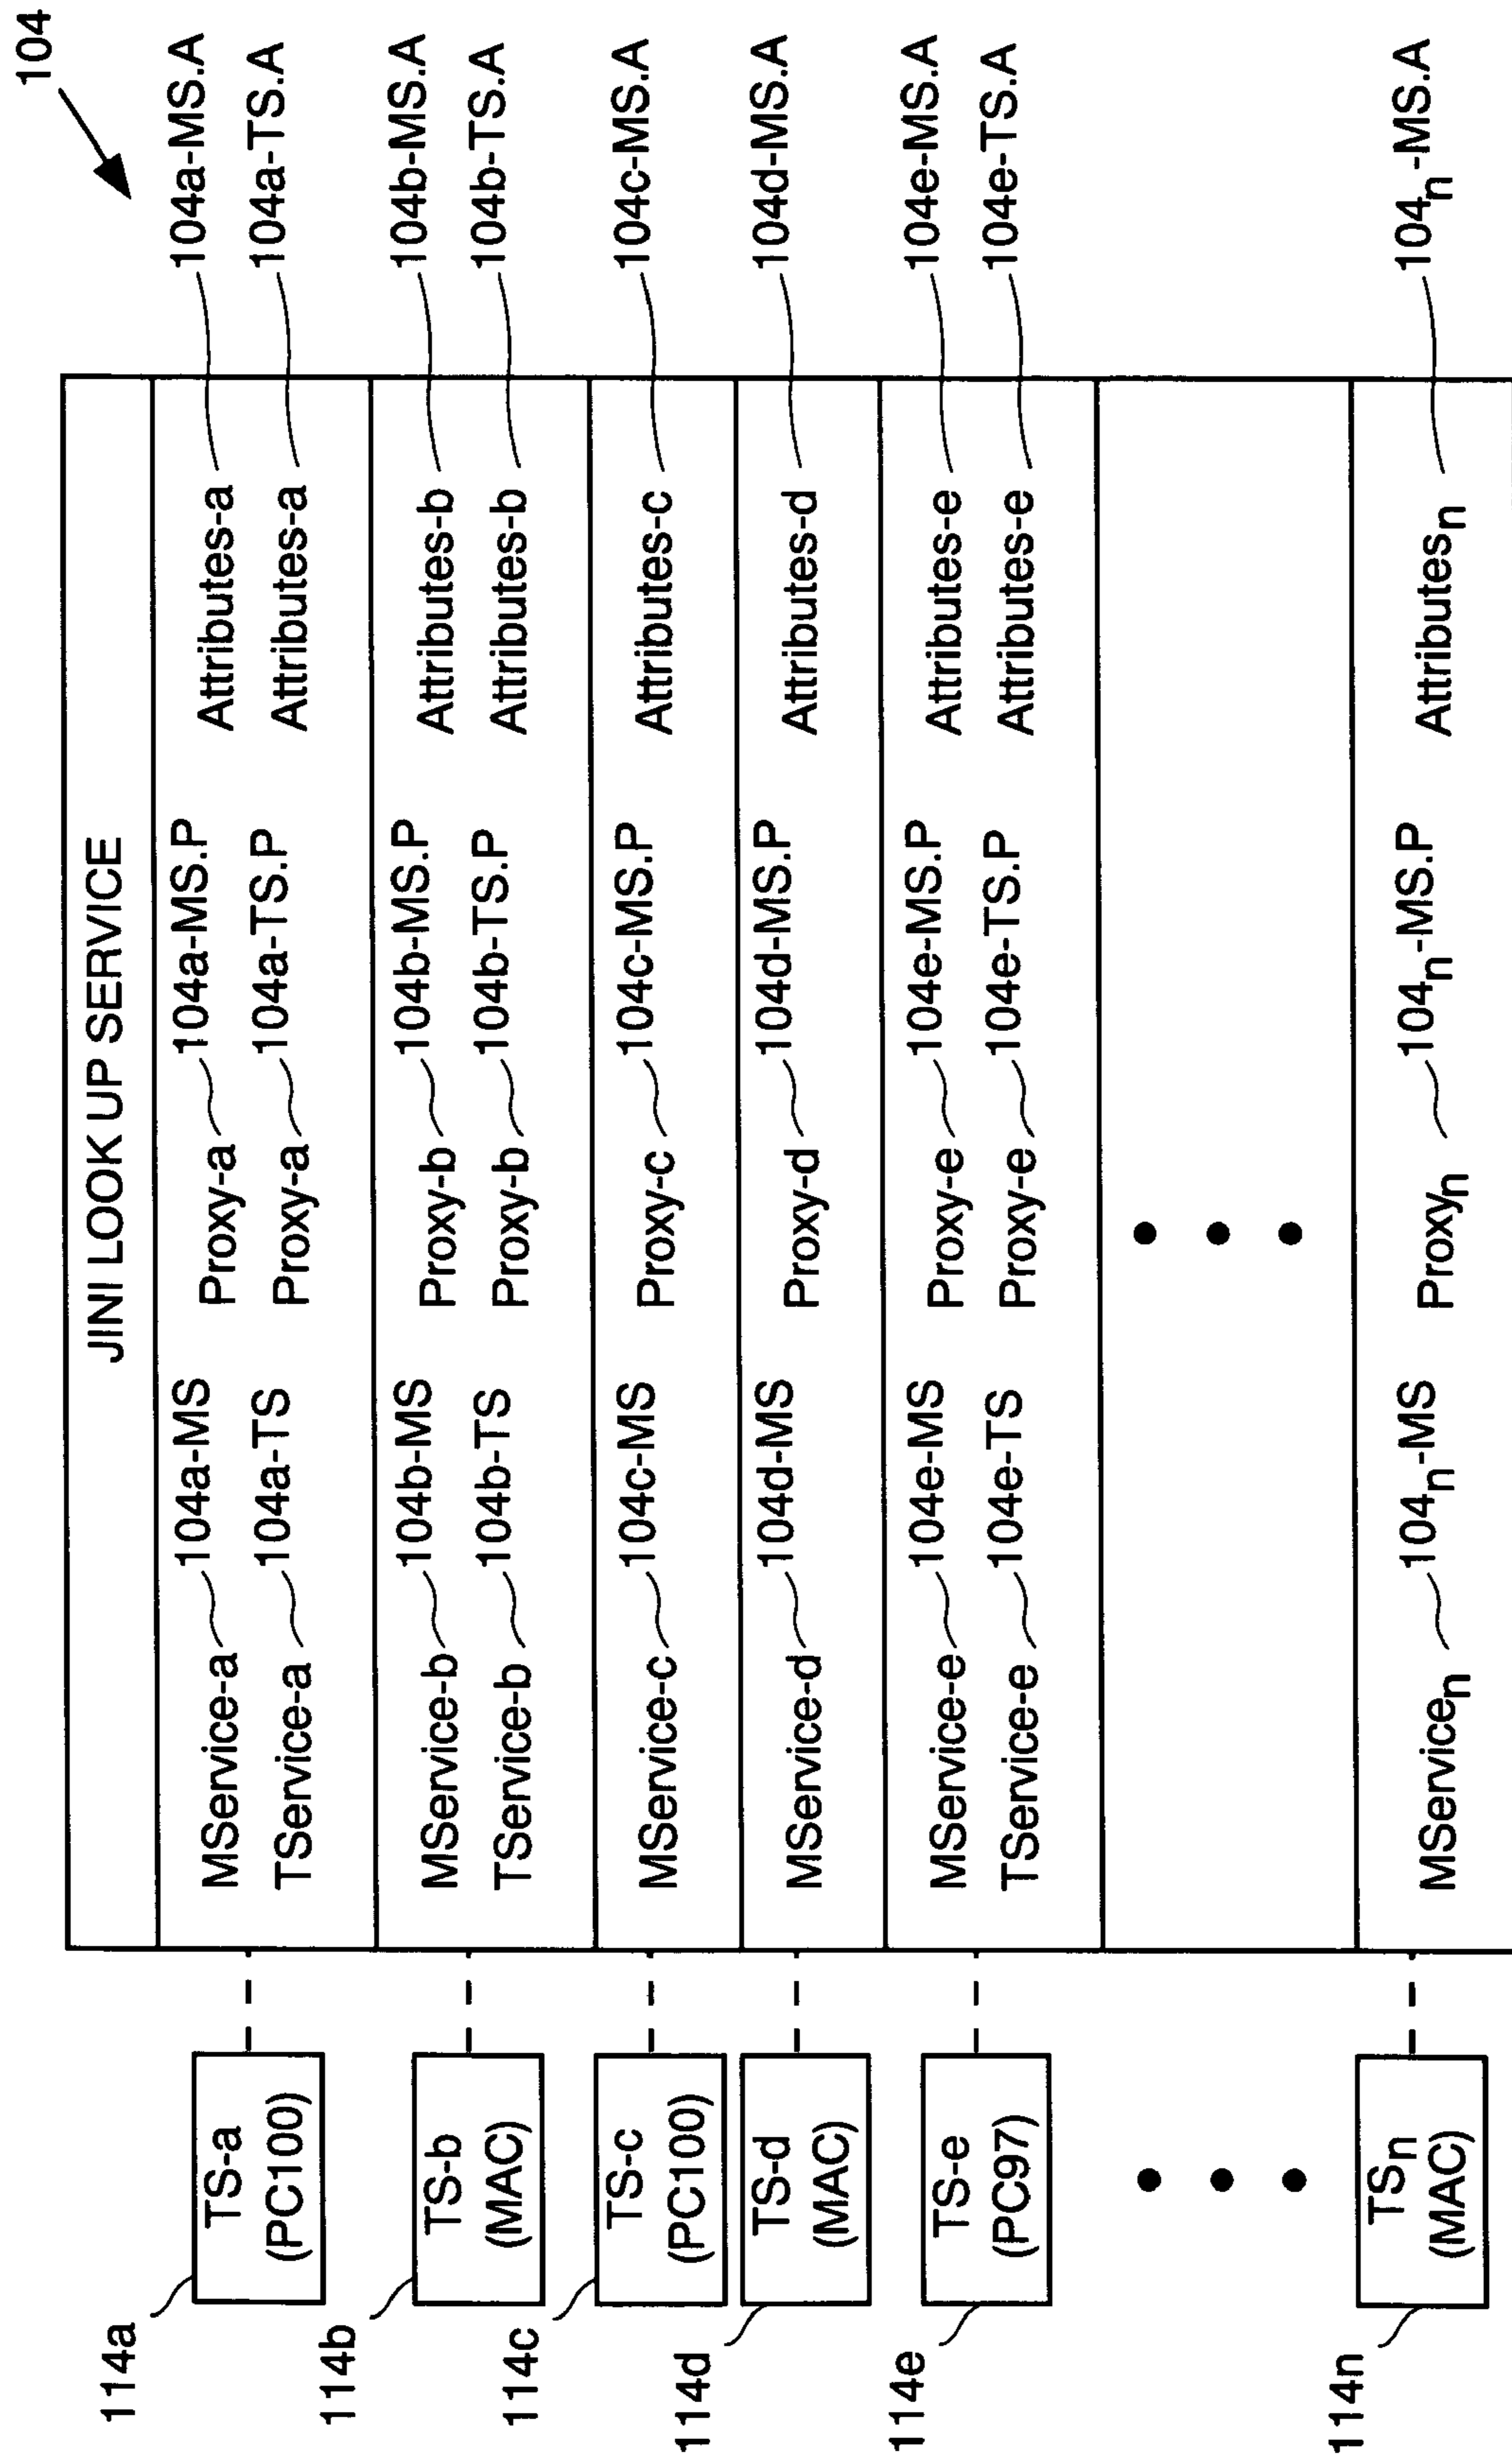 104
JINI LOOK UP SERVICE
114a
TS-a
(PC100)
MService-a 104a-MS Proxy-a 104a-MS.P Attributes-a 104a-MS.A
TService-a 104a-TS Proxy-a 104a-TS.P Attributes-a 104a-TS.A
114b
TS-b
(MAC)
MService-b 104b-MS Proxy-b 104b-MS.P Attributes-b 104b-MS.A
TService-b 104b-TS Proxy-b 104b-TS.P Attributes-b 104b-TS.A
114c
TS-c
(PC100)
MService-c 104c-MS Proxy-c 104c-MS.P Attributes-c 104c-MS.A
114d
TS-d
(MAC)
MService-d 104d-MS Proxy-d 104d-MS.P Attributes-d 104d-MS.A
114e
TS-e
(PC97)
MService-e 104e-MS Proxy-e 104e-MS.P Attributes-e 104e-MS.A
TService-e 104e-TS Proxy-e 104e-TS.P Attributes-e 104e-TS.A
114n
TSn
(MAC)
MServicen 104n-MS Proxyn 104n-MS.P Attributesn 104n-MS.A